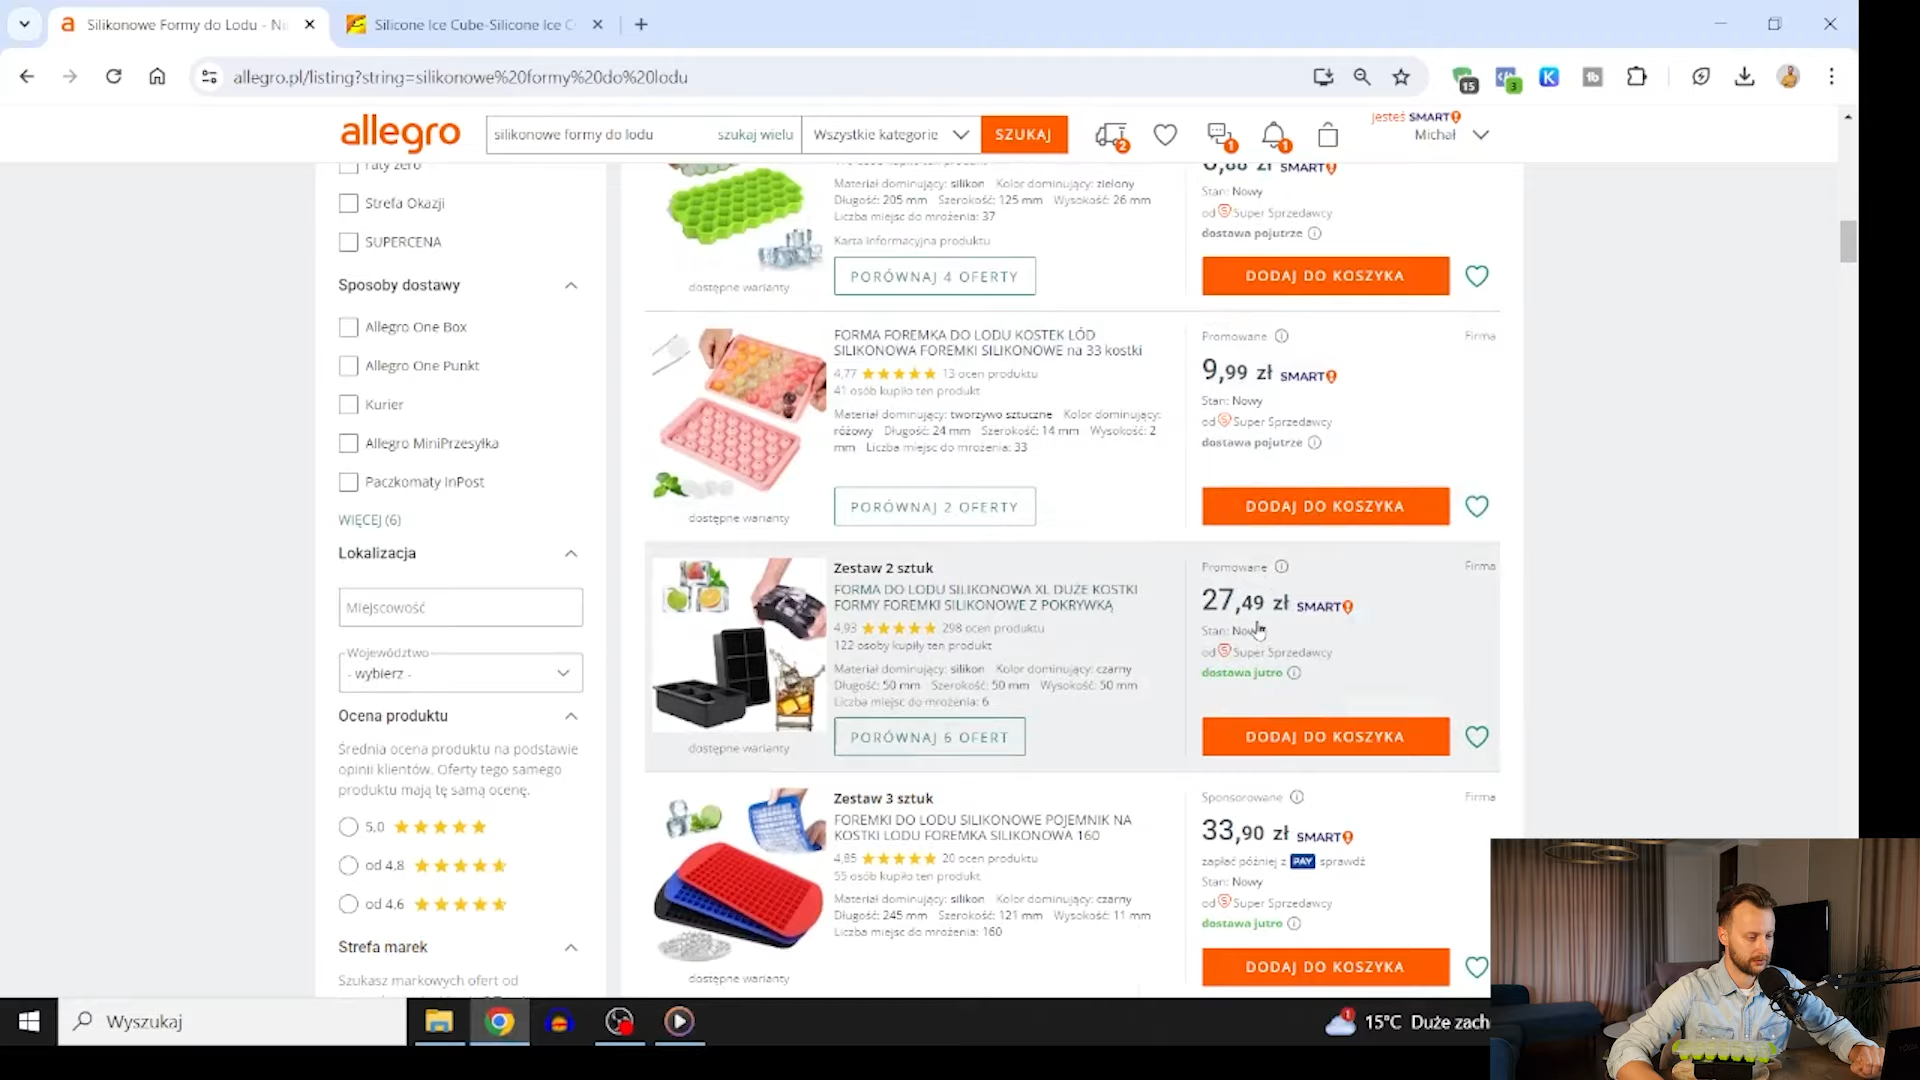 Silikonowe Formy do Lodu - Ni
Silicone Ice Cube-Silicone Ice C
allegro.pl/listing?string=silikonowe%20formy%20do%20lodu
15
3
K
allegro
silikonowe formy do lodu
szukaj wielu
Wszystkie kategorie
SZUKAJ
2
1
1
jesteś SMART!
Michał
raty zero
Strefa Okazji
SUPERCENA
Sposoby dostawy
Allegro One Box
Allegro One Punkt
Kurier
Allegro MiniPrzesyłka
Paczkomaty InPost
WIĘCEJ (6)
Lokalizacja
Miejscowość
Województwo
- wybierz -
Ocena produktu
Średnia ocena produktu na podstawie
opinii klientów. Oferty tego samego
produktu mają tę samą ocenę.
5,0
od 4.8
od 4.6
Strefa marek
Szukasz markowych ofert od
Materiał dominujący: silikon Kolor dominujący: zielony
Długość: 205 mm Szerokość: 125 mm Wysokość: 26 mm
Liczba miejsc do mrożenia: 37
Karta informacyjna produktu
dostępne warianty
PORÓWNAJ 4 OFERTY
SMART!
Stan: Nowy
od Super Sprzedawcy
dostawa pojutrze
DODAJ DO KOSZYKA
FORMA FOREMKA DO LODU KOSTEK LÓD
SILIKONOWA FOREMKI SILIKONOWE na 33 kostki
4,77 13 ocen produktu
41 osób kupiło ten produkt
Materiał dominujący: tworzywo sztuczne Kolor dominujący:
różowy Długość: 24 mm Szerokość: 14 mm Wysokość: 2
mm Liczba miejsc do mrożenia: 33
dostępne warianty
PORÓWNAJ 2 OFERTY
Promowane
Firma
9,99 zł SMART!
Stan: Nowy
od Super Sprzedawcy
dostawa pojutrze
DODAJ DO KOSZYKA
Zestaw 2 sztuk
FORMA DO LODU SILIKONOWA XL DUŻE KOSTKI
FORMY FOREMKI SILIKONOWE Z POKRYWKĄ
4,93 298 ocen produktu
122 osoby kupiły ten produkt
Materiał dominujący: silikon Kolor dominujący: czarny
Długość: 50 mm Szerokość: 50 mm Wysokość: 50 mm
Liczba miejsc do mrożenia: 6
dostępne warianty
PORÓWNAJ 6 OFERT
Promowane
Firma
27,49 zł SMART!
Stan: Nowy
od Super Sprzedawcy
dostawa jutro
DODAJ DO KOSZYKA
Zestaw 3 sztuk
FOREMKI DO LODU SILIKONOWE POJEMNIK NA
KOSTKI LODU FOREMKA SILIKONOWA 160
4,85 20 ocen produktu
55 osób kupiło ten produkt
Materiał dominujący: silikon Kolor dominujący: czarny
Długość: 245 mm Szerokość: 121 mm Wysokość: 11 mm
Liczba miejsc do mrożenia: 160
dostępne warianty
Sponsorowane
Firma
33,90 zł SMART!
zapłać później z PAY sprawdź
Stan: Nowy
od Super Sprzedawcy
dostawa jutro
DODAJ DO KOSZYKA
Wyszukaj
1
15°C Duże zach